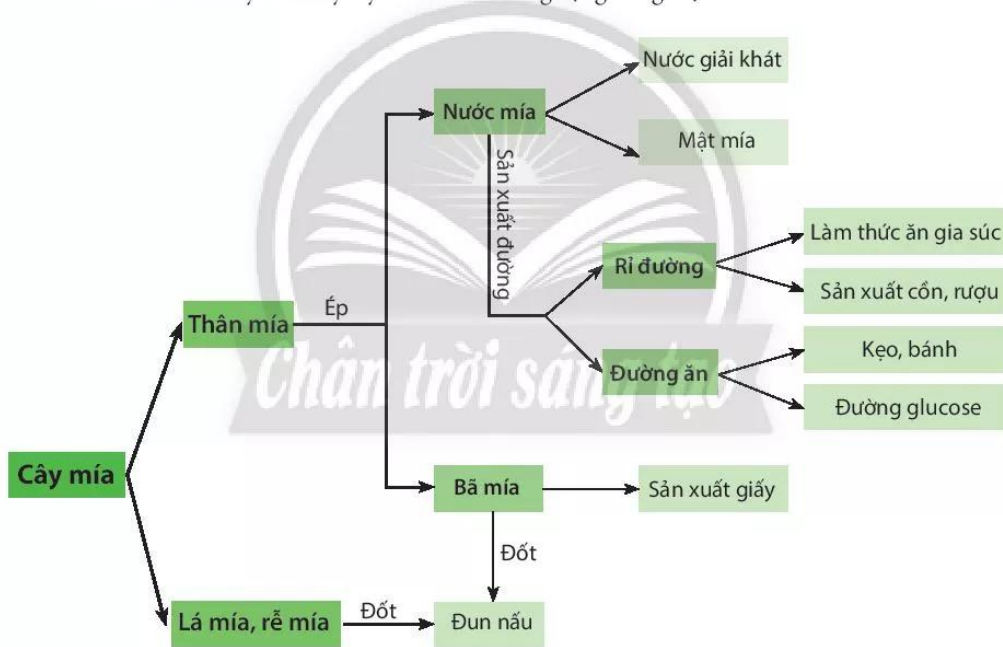 Nước giải khát
Nước mía
Mật mía
Sản xuất đường
Làm thức ăn gia súc
Rỉ đường
Sản xuất cồn, rượu
Thân mía
Ép
Kẹo, bánh
Đường ăn
Chân trời sáng tạo
Đường glucose
Cây mía
Bã mía
Sản xuất giấy
Đốt
Lá mía, rễ mía
Đốt
Đun nấu